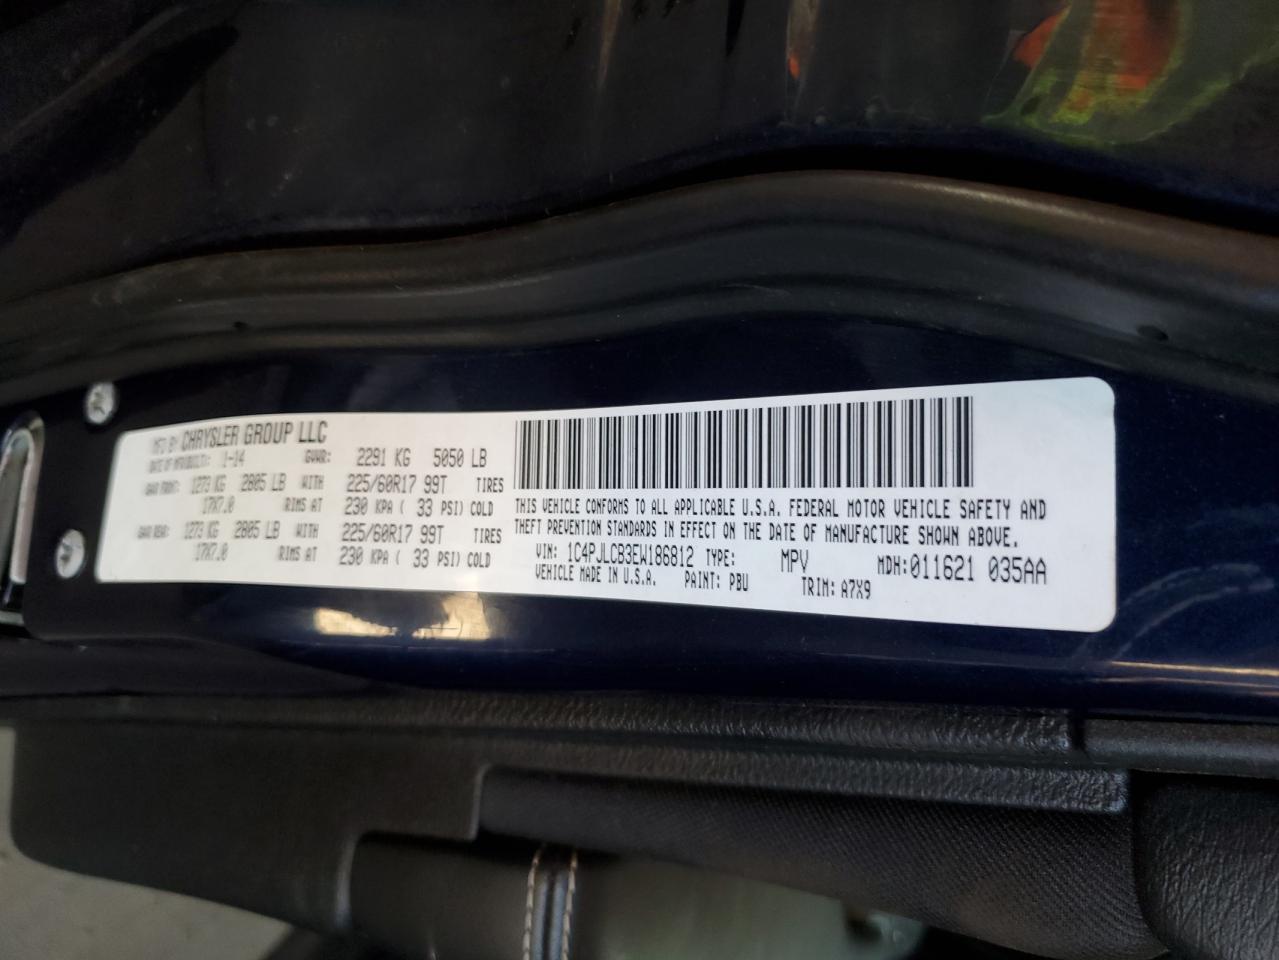 MFD BY CHRYSLER GROUP LLC
DATE OF MFR(BUILT): 1-14 GVWR: 2291 KG 5050 LB
GAWR FRONT: 1273 KG 2805 LB WITH 225/60R17 99T TIRES
17X7.0 RIMS AT 230 KPA ( 33 PSI) COLD
GAWR REAR: 1273 KG 2805 LB WITH 225/60R17 99T TIRES
17X7.0 RIMS AT 230 KPA ( 33 PSI) COLD
THIS VEHICLE CONFORMS TO ALL APPLICABLE U.S.A. FEDERAL MOTOR VEHICLE SAFETY AND
THEFT PREVENTION STANDARDS IN EFFECT ON THE DATE OF MANUFACTURE SHOWN ABOVE.
VIN: 1C4PJLCB3EW186812 TYPE: MPV MDH:011621 035AA
VEHICLE MADE IN U.S.A. PAINT: PBU TRIM: A7X9